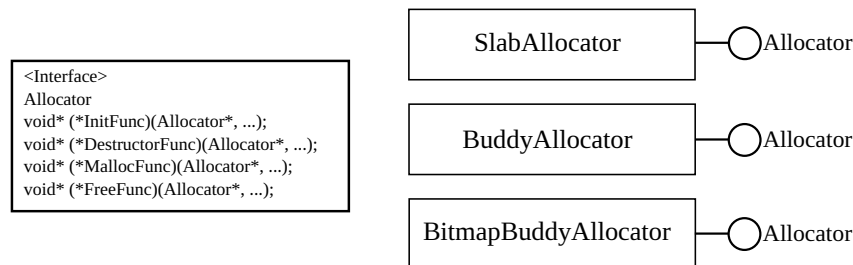 <Interface>
Allocator
void* (*InitFunc)(Allocator*, ...);
void* (*DestructorFunc)(Allocator*, ...);
void* (*MallocFunc)(Allocator*, ...);
void* (*FreeFunc)(Allocator*, ...);
SlabAllocator
Allocator
BuddyAllocator
Allocator
BitmapBuddyAllocator
Allocator